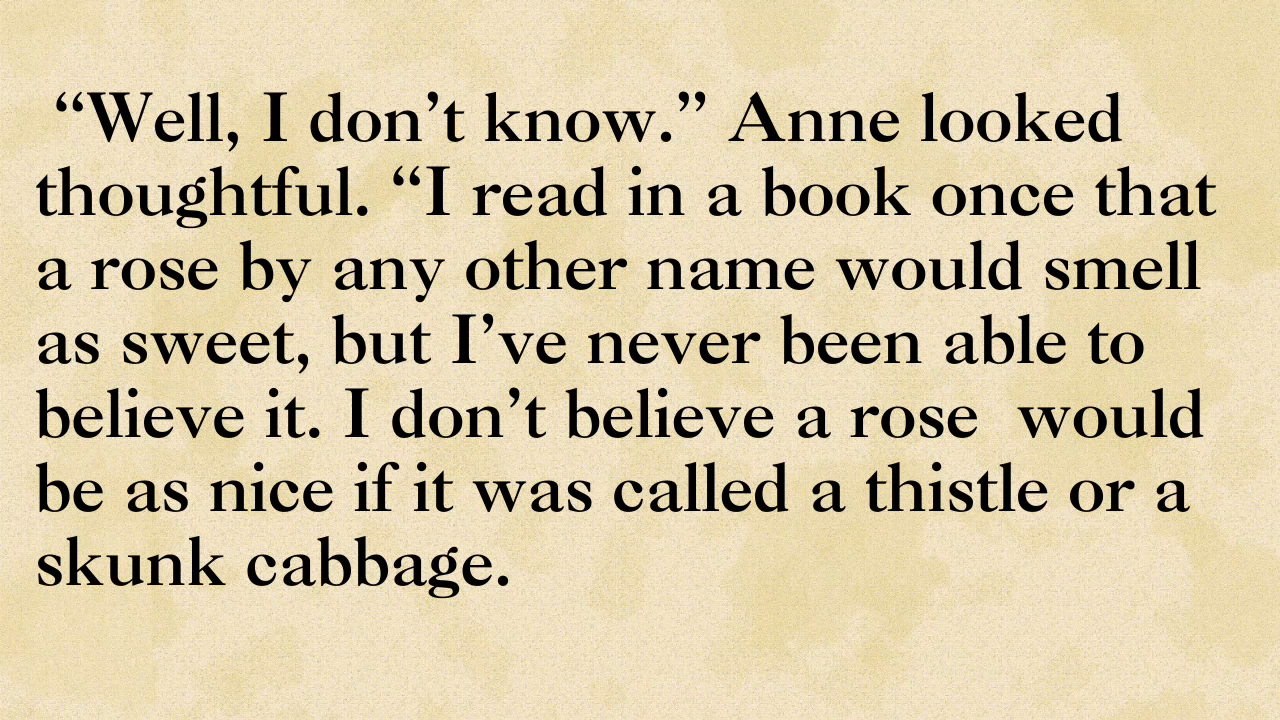 “Well, I don’t know.” Anne looked
thoughtful. “I read in a book once that
a rose by any other name would smell
as sweet, but I’ve never been able to
believe it. I don’t believe a rose  would
be as nice if it was called a thistle or a
skunk cabbage.